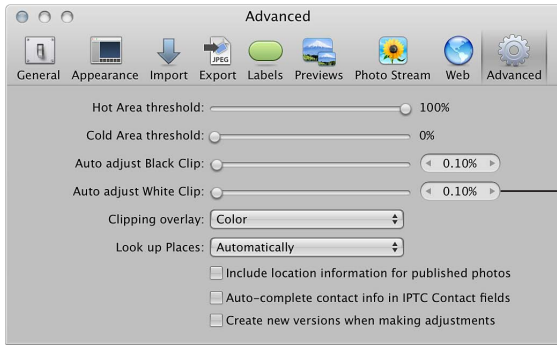 Advanced
JPEG
General Appearance Import Export Labels Previews Photo Stream Web Advanced
Hot Area threshold: 100%
Cold Area threshold: 0%
Auto adjust Black Clip: 0.10%
Auto adjust White Clip: 0.10%
Clipping overlay: Color
Look up Places: Automatically
Include location information for published photos
Auto-complete contact info in IPTC Contact fields
Create new versions when making adjustments